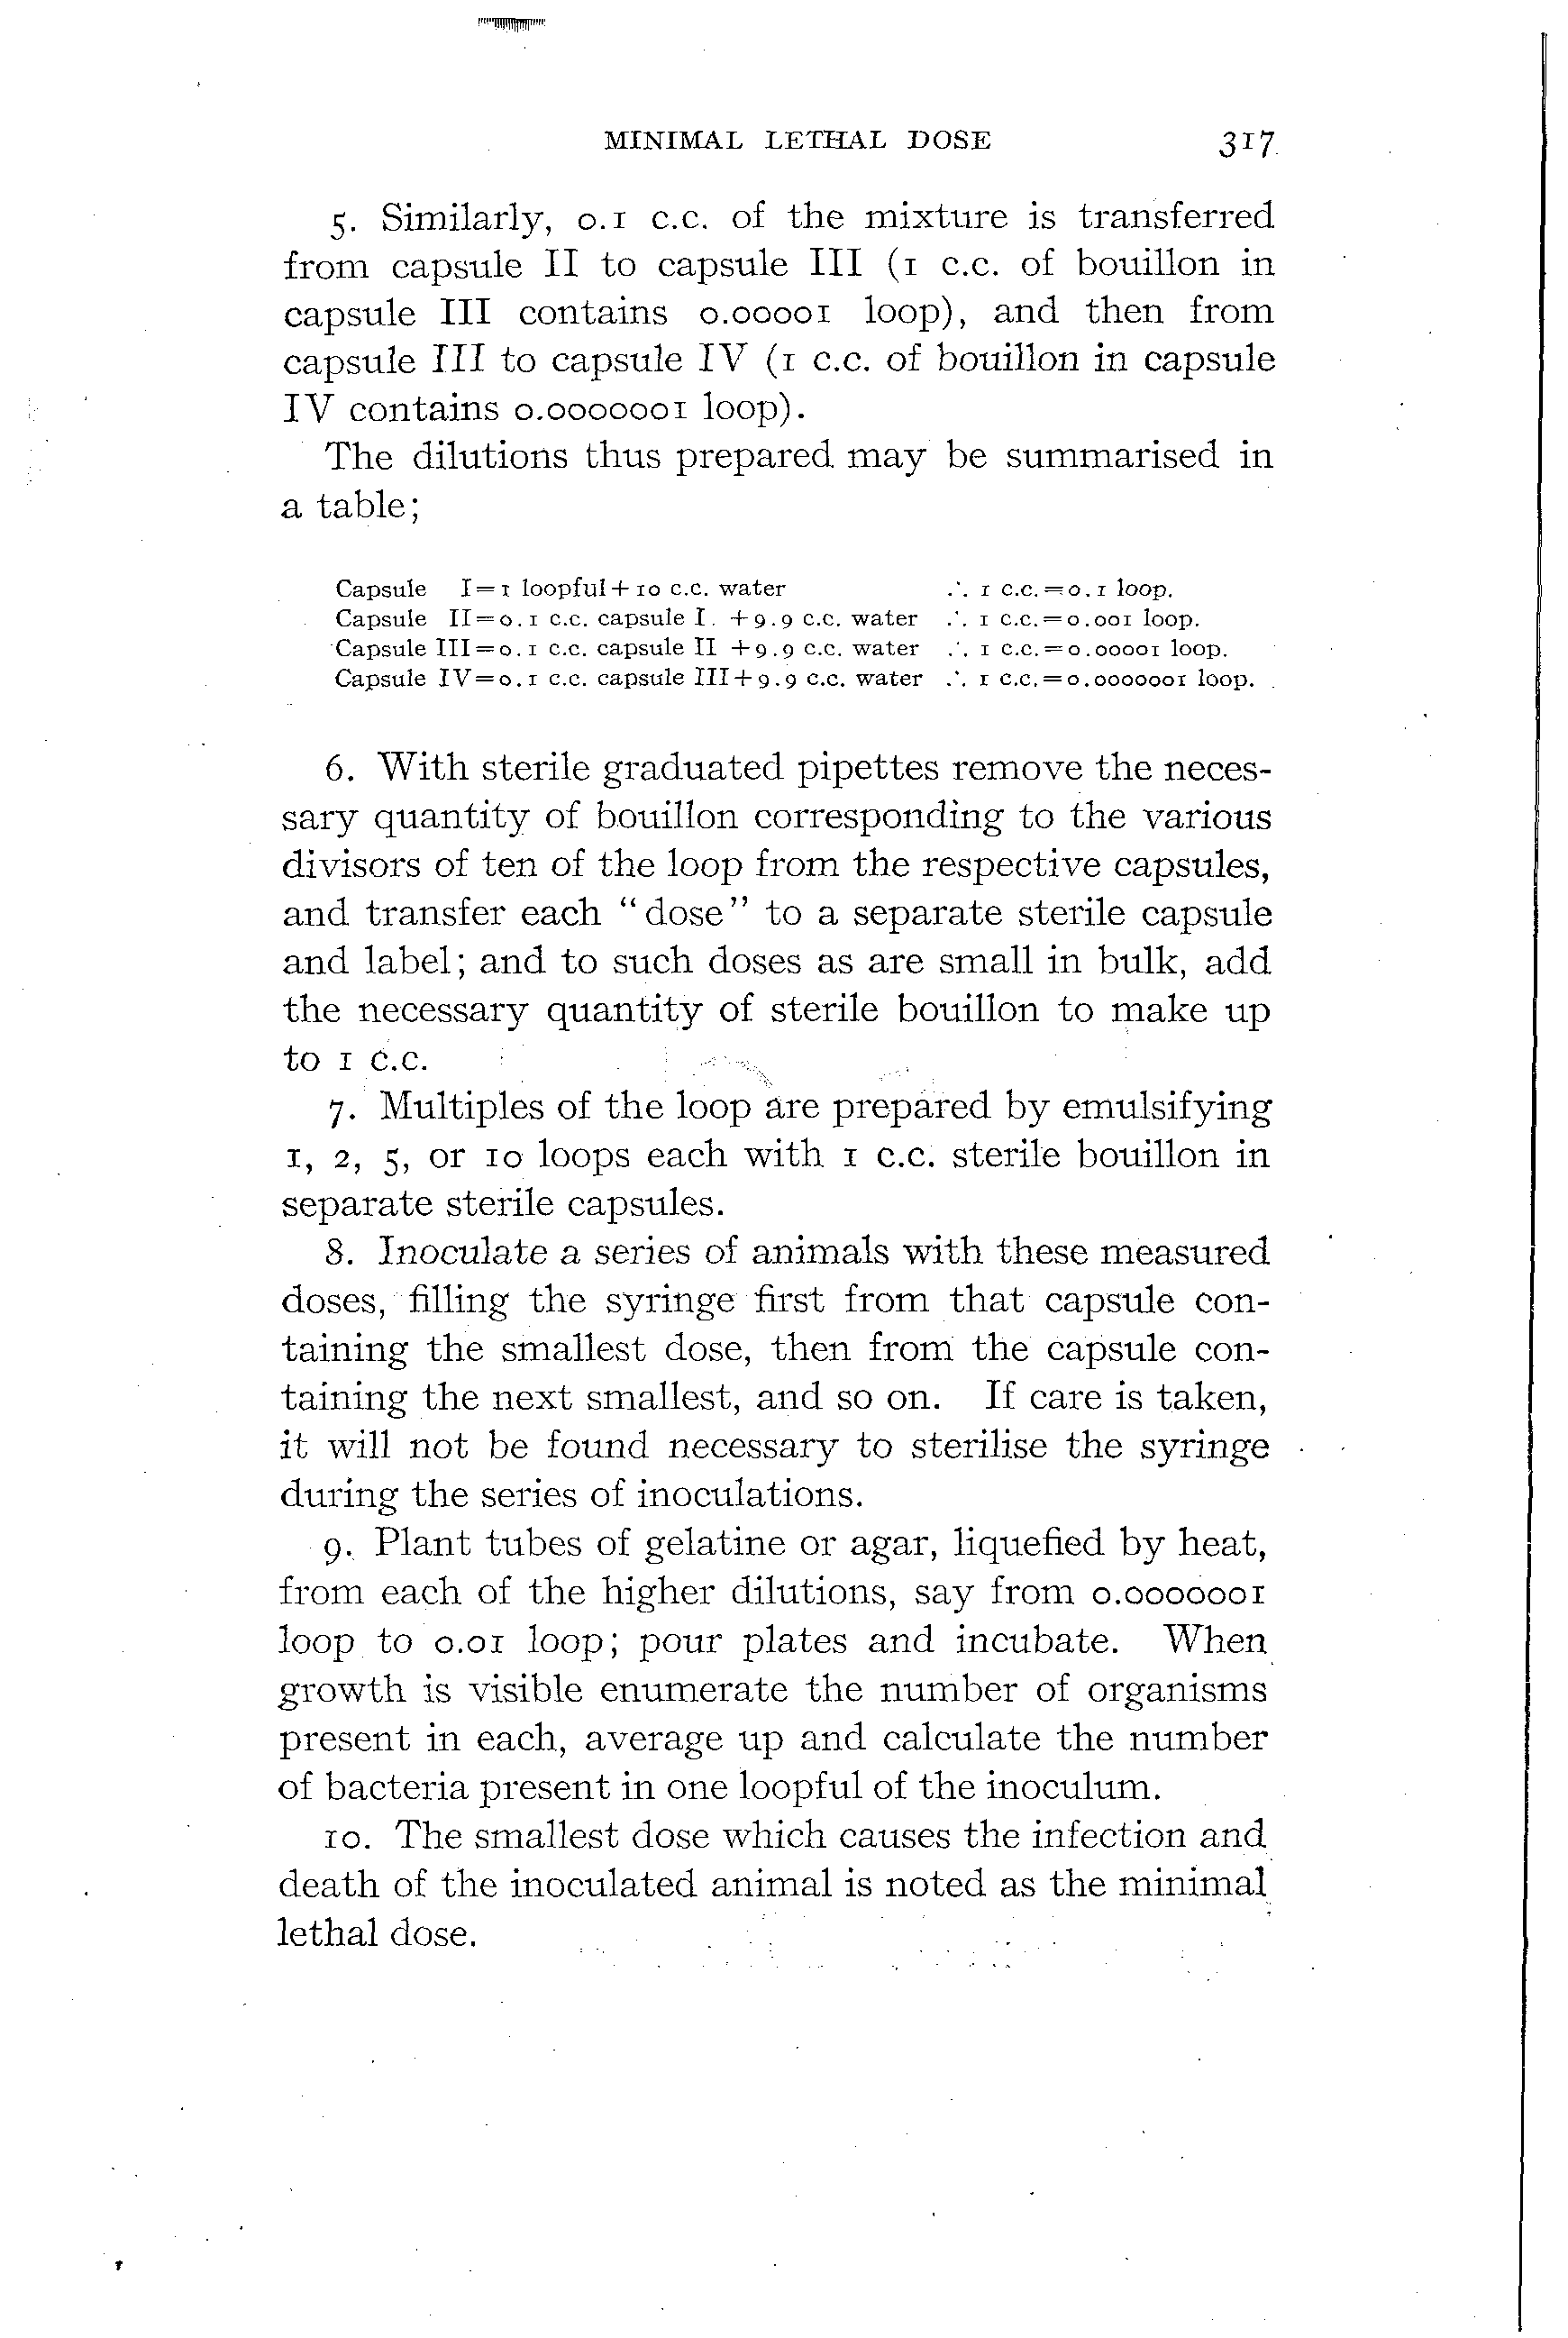 MINIMAL LETHAL DOSE 317
5. Similarly, 0.1 c.c. of the mixture is transferred
from capsule II to capsule III (1 c.c. of bouillon in
capsule III contains 0.00001 loop), and then from
capsule III to capsule IV (1 c.c. of bouillon in capsule
IV contains 0.0000001 loop).
The dilutions thus prepared may be summarised in
a table;
Capsule I=1 loopful+10 c.c. water ∴ 1 c.c.=0.1 loop.
Capsule II=0.1 c.c. capsule I. +9.9 c.c. water ∴ 1 c.c.=0.001 loop.
Capsule III=0.1 c.c. capsule II +9.9 c.c. water ∴ 1 c.c.=0.00001 loop.
Capsule IV=0.1 c.c. capsule III+9.9 c.c. water ∴ 1 c.c.=0.0000001 loop.
6. With sterile graduated pipettes remove the neces-
sary quantity of bouillon corresponding to the various
divisors of ten of the loop from the respective capsules,
and transfer each "dose" to a separate sterile capsule
and label; and to such doses as are small in bulk, add
the necessary quantity of sterile bouillon to make up
to 1 c.c.
7. Multiples of the loop are prepared by emulsifying
1, 2, 5, or 10 loops each with 1 c.c. sterile bouillon in
separate sterile capsules.
8. Inoculate a series of animals with these measured
doses, filling the syringe first from that capsule con-
taining the smallest dose, then from the capsule con-
taining the next smallest, and so on. If care is taken,
it will not be found necessary to sterilise the syringe
during the series of inoculations.
9. Plant tubes of gelatine or agar, liquefied by heat,
from each of the higher dilutions, say from 0.0000001
loop to 0.01 loop; pour plates and incubate. When
growth is visible enumerate the number of organisms
present in each, average up and calculate the number
of bacteria present in one loopful of the inoculum.
10. The smallest dose which causes the infection and
death of the inoculated animal is noted as the minimal
lethal dose.